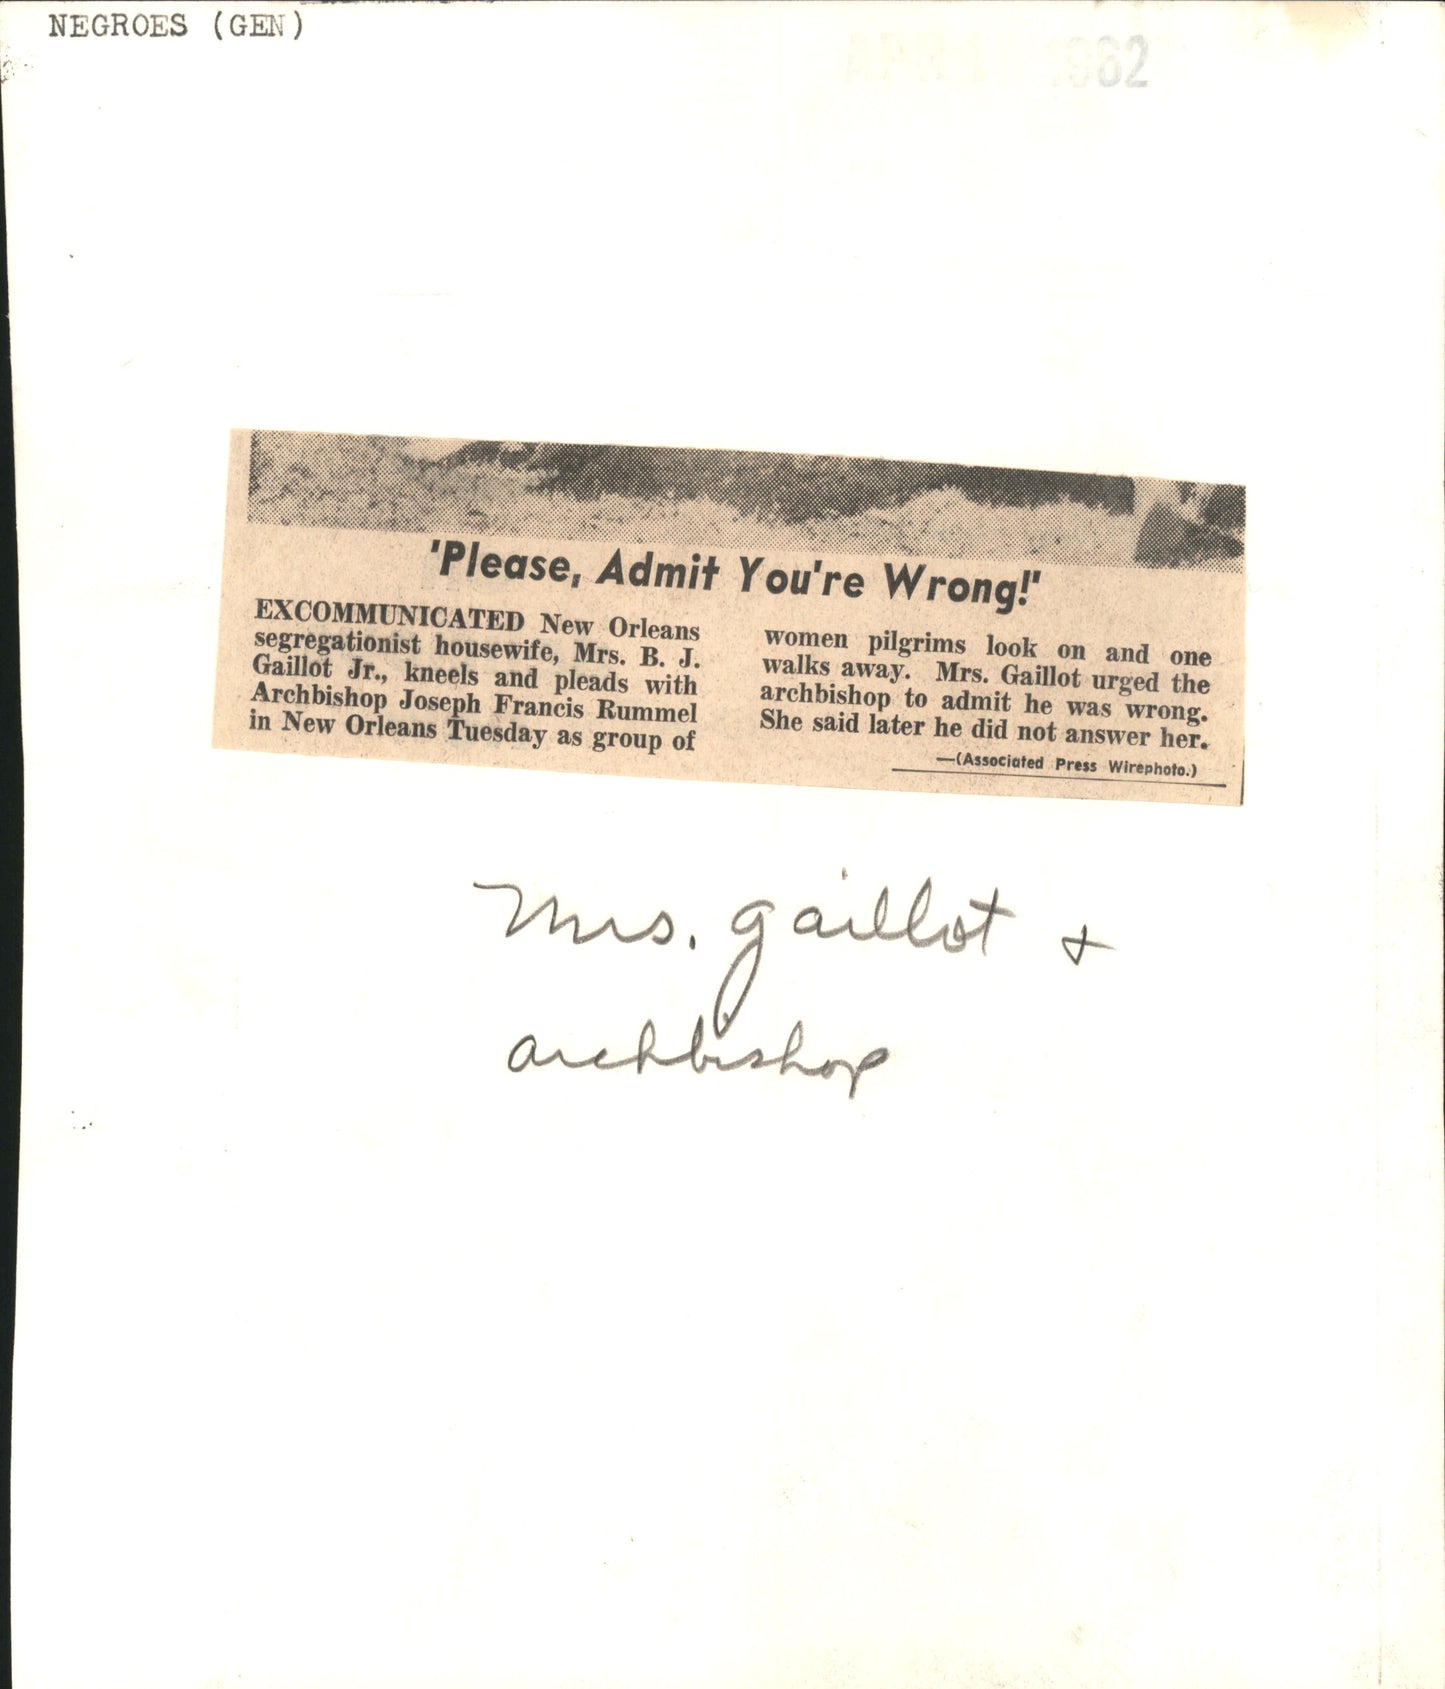 NEGROES (GEN)
APR 1962
'Please, Admit You're Wrong!'
EXCOMMUNICATED New Orleans
segregationist housewife, Mrs. B. J.
Gaillot Jr., kneels and pleads with
Archbishop Joseph Francis Rummel
in New Orleans Tuesday as group of
women pilgrims look on and one
walks away. Mrs. Gaillot urged the
archbishop to admit he was wrong.
She said later he did not answer her.
—(Associated Press Wirephoto.)
Mrs. Gaillot +
archbishop